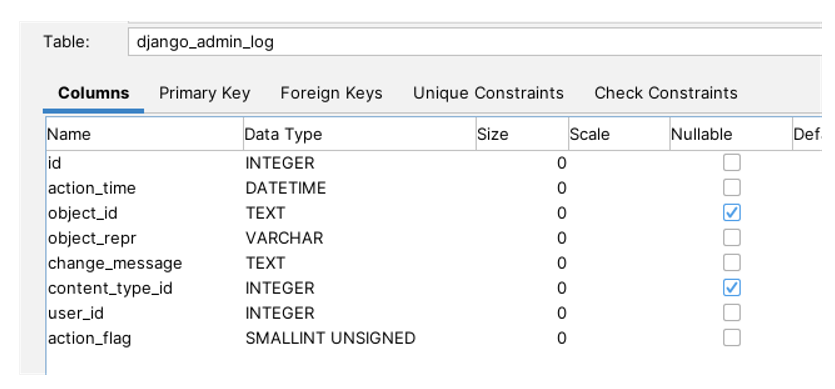 Table: django_admin_log
Columns Primary Key Foreign Keys Unique Constraints Check Constraints
Name Data Type Size Scale Nullable Defa
id INTEGER 0
action_time DATETIME 0
object_id TEXT 0
object_repr VARCHAR 0
change_message TEXT 0
content_type_id INTEGER 0
user_id INTEGER 0
action_flag SMALLINT UNSIGNED 0